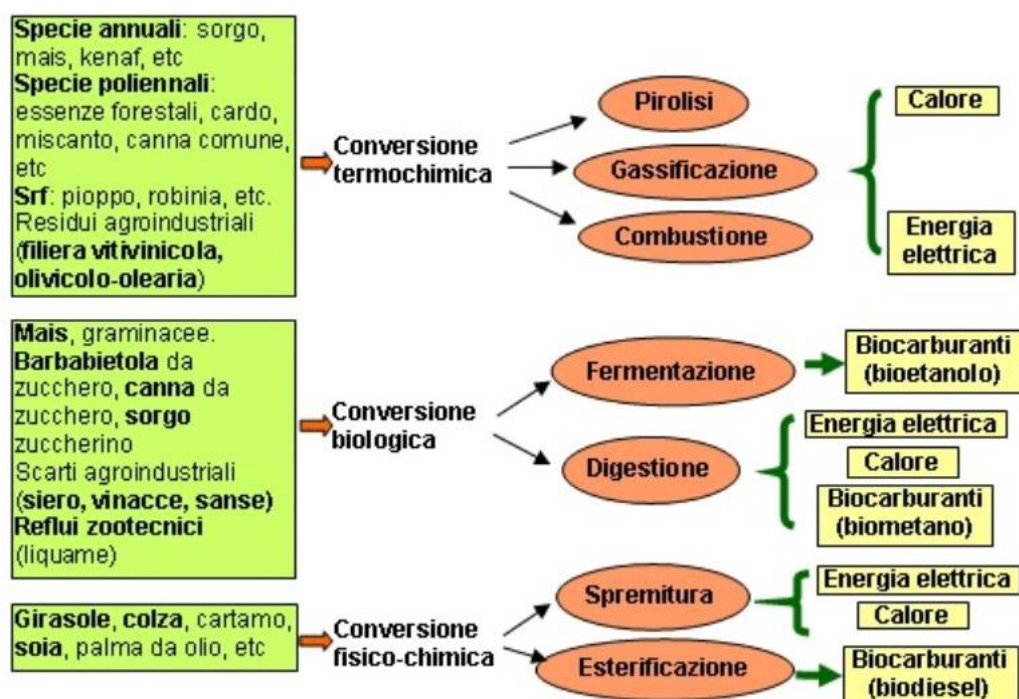 Specie annuali: sorgo,
mais, kenaf, etc
Specie poliennali:
essenze forestali, cardo,
miscanto, canna comune,
etc
Srf: pioppo, robinia, etc.
Residui agroindustriali
(filiera vitivinicola,
olivicolo-olearia)
Conversione
termochimica
Pirolisi
Gassificazione
Combustione
Calore
Energia
elettrica
Mais, graminacee.
Barbabietola da
zucchero, canna da
zucchero, sorgo
zuccherino
Scarti agroindustriali
(siero, vinacce, sanse)
Reflui zootecnici
(liquame)
Conversione
biologica
Fermentazione
Biocarburanti
(bioetanolo)
Digestione
Energia elettrica
Calore
Biocarburanti
(biometano)
Girasole, colza, cartamo,
soia, palma da olio, etc
Conversione
fisico-chimica
Spremitura
Energia elettrica
Calore
Esterificazione
Biocarburanti
(biodiesel)